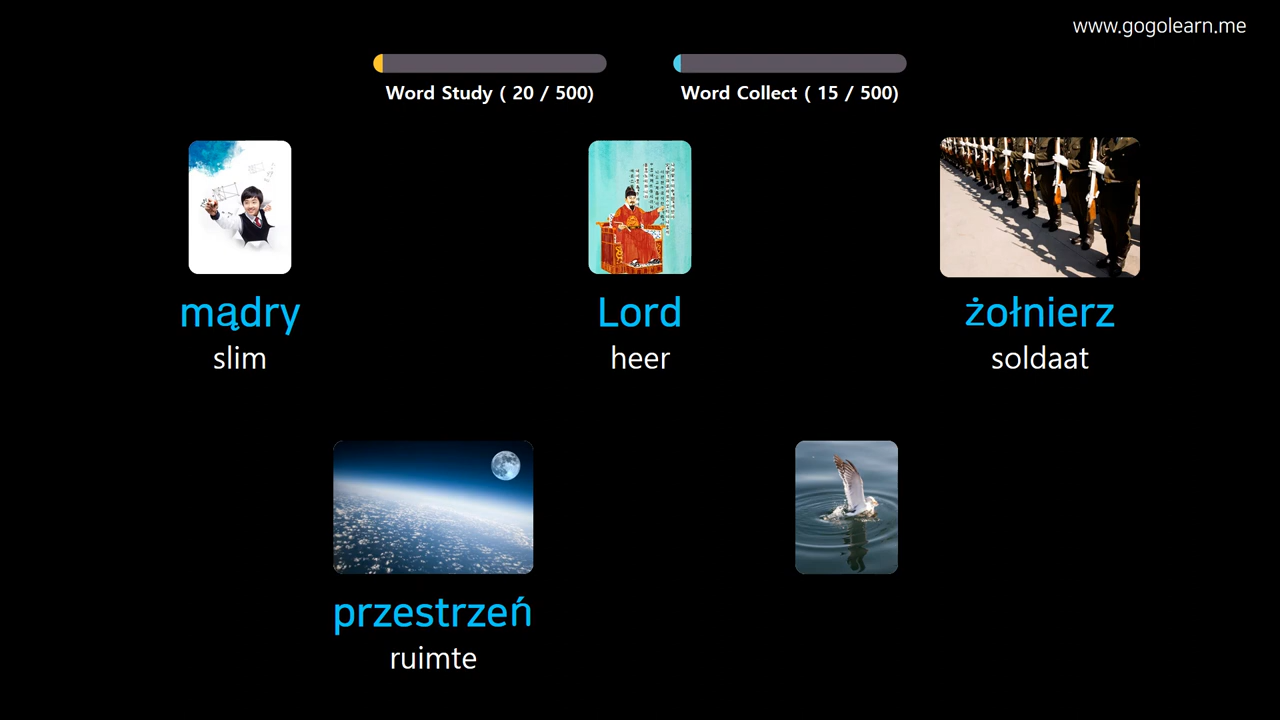 www.gogolearn.me
Word Study ( 20 / 500)
Word Collect ( 15 / 500)
mądry
Lord
żołnierz
slim
heer
soldaat
przestrzeń
ruimte